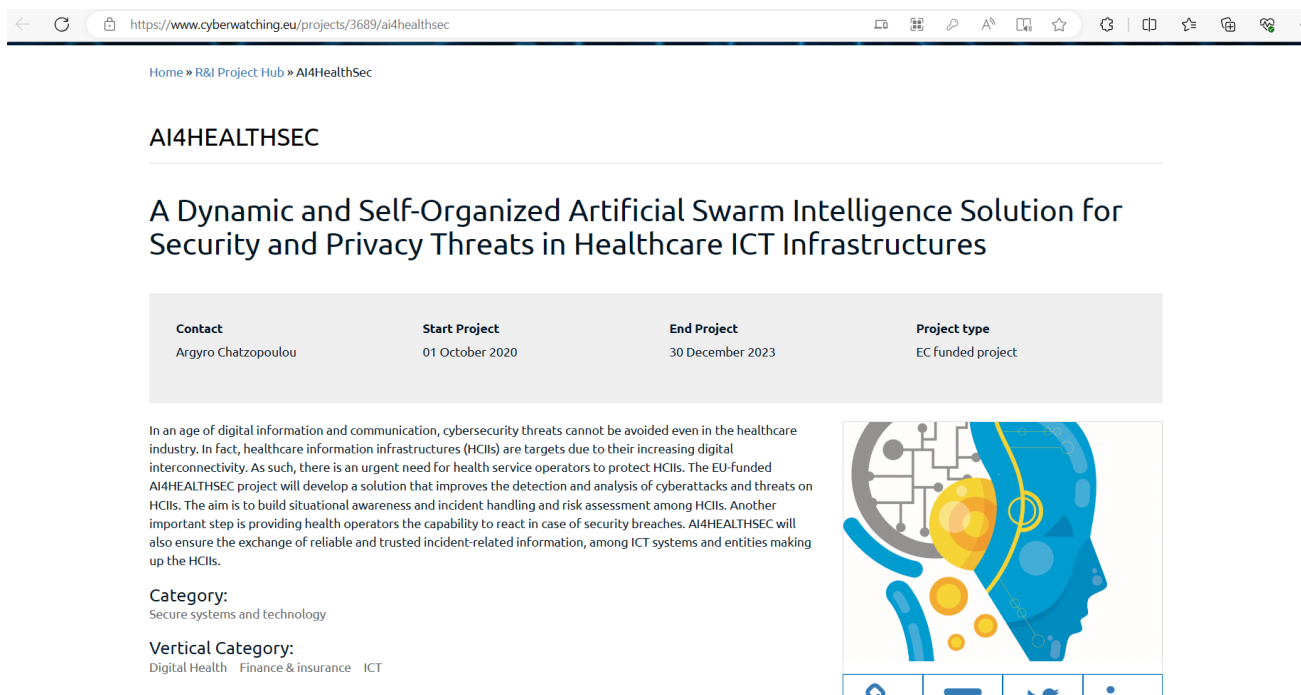 https://www.cyberwatching.eu/projects/3689/ai4healthsec
Home » R&I Project Hub » AI4HealthSec
AI4HEALTHSEC
A Dynamic and Self-Organized Artificial Swarm Intelligence Solution for
Security and Privacy Threats in Healthcare ICT Infrastructures
Contact Start Project End Project Project type
Argyro Chatzopoulou 01 October 2020 30 December 2023 EC funded project
In an age of digital information and communication, cybersecurity threats cannot be avoided even in the healthcare
industry. In fact, healthcare information infrastructures (HCIIs) are targets due to their increasing digital
interconnectivity. As such, there is an urgent need for health service operators to protect HCIIs. The EU-funded
AI4HEALTHSEC project will develop a solution that improves the detection and analysis of cyberattacks and threats on
HCIIs. The aim is to build situational awareness and incident handling and risk assessment among HCIIs. Another
important step is providing health operators the capability to react in case of security breaches. AI4HEALTHSEC will
also ensure the exchange of reliable and trusted incident-related information, among ICT systems and entities making
up the HCIIs.
Category:
Secure systems and technology
Vertical Category:
Digital Health Finance & insurance ICT